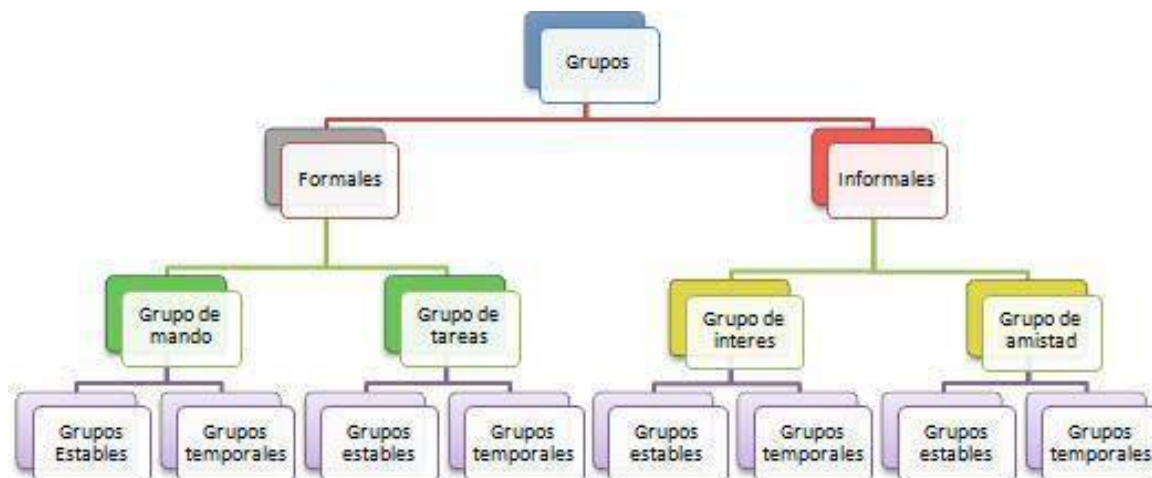 Grupos
Formales
Informales
Grupo de
mando
Grupo de
tareas
Grupo de
interes
Grupo de
amistad
Grupos
Estables
Grupos
temporales
Grupos
estables
Grupos
temporales
Grupos
estables
Grupos
temporales
Grupos
estables
Grupos
temporales